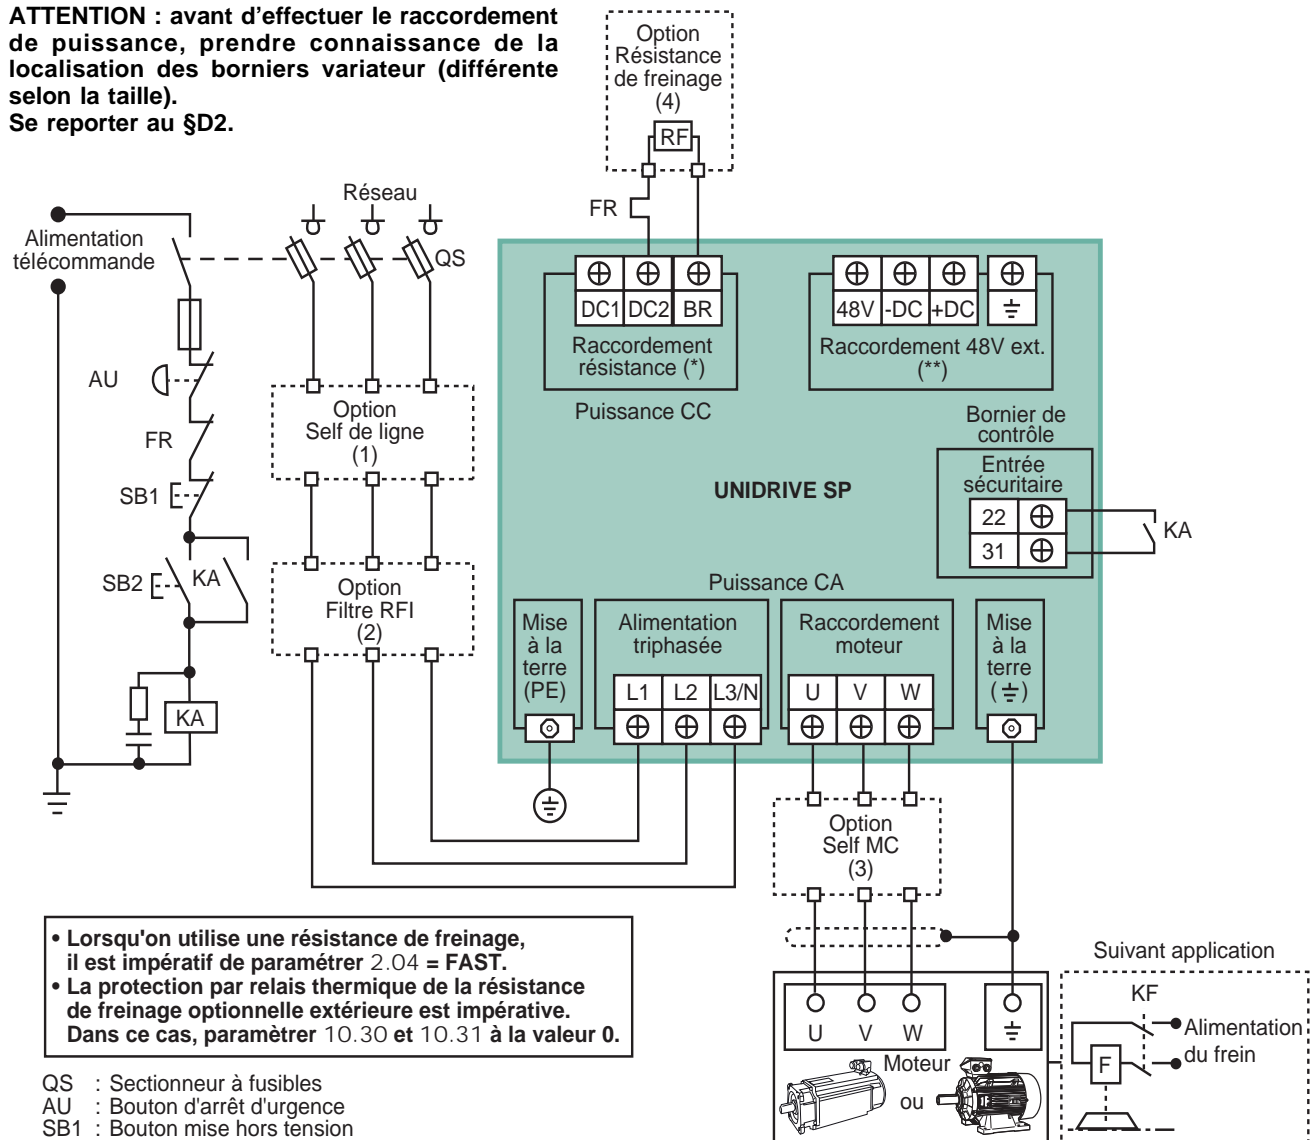 ATTENTION : avant d'effectuer le raccordement
de puissance, prendre connaissance de la
localisation des borniers variateur (différente
selon la taille).
Se reporter au §D2.
Option
Résistance
de freinage
(4)
RF
FR
Réseau
Alimentation
télécommande
QS
DC1 DC2 BR
Raccordement
résistance (*)
Puissance CC
48V -DC +DC
Raccordement 48V ext.
(**)
AU
FR
SB1
SB2
KA
KA
Option
Self de ligne
(1)
Option
Filtre RFI
(2)
UNIDRIVE SP
Bornier de
contrôle
Entrée
sécuritaire
22
31
KA
Puissance CA
Mise
à la
terre
(PE)
Alimentation
triphasée
L1 L2 L3/N
Raccordement
moteur
U V W
Mise
à la
terre
(⏚)
Option
Self MC
(3)
• Lorsqu'on utilise une résistance de freinage,
il est impératif de paramétrer 2.04 = FAST.
• La protection par relais thermique de la résistance
de freinage optionnelle extérieure est impérative.
Dans ce cas, paramètrer 10.30 et 10.31 à la valeur 0.
U V W
Moteur
ou
Suivant application
KF
Alimentation
du frein
F
QS : Sectionneur à fusibles
AU : Bouton d'arrêt d'urgence
SB1 : Bouton mise hors tension